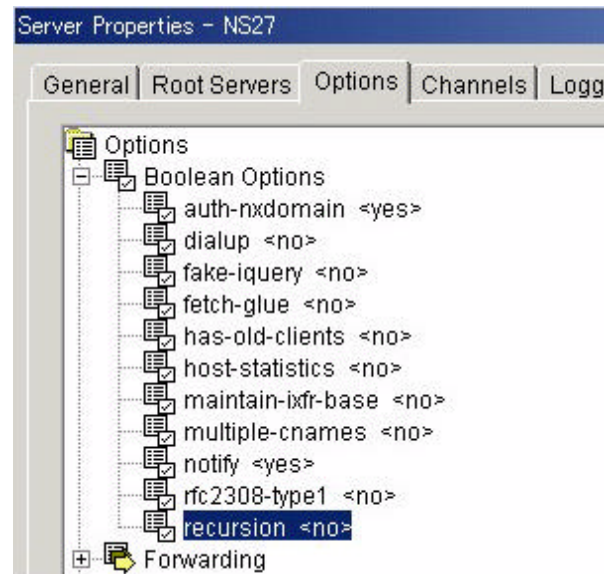 Server Properties - NS27
General Root Servers Options Channels Logg
Options
Boolean Options
auth-nxdomain <yes>
dialup <no>
fake-iquery <no>
fetch-glue <no>
has-old-clients <no>
host-statistics <no>
maintain-ixfr-base <no>
multiple-cnames <no>
notify <yes>
rfc2308-type1 <no>
recursion <no>
Forwarding